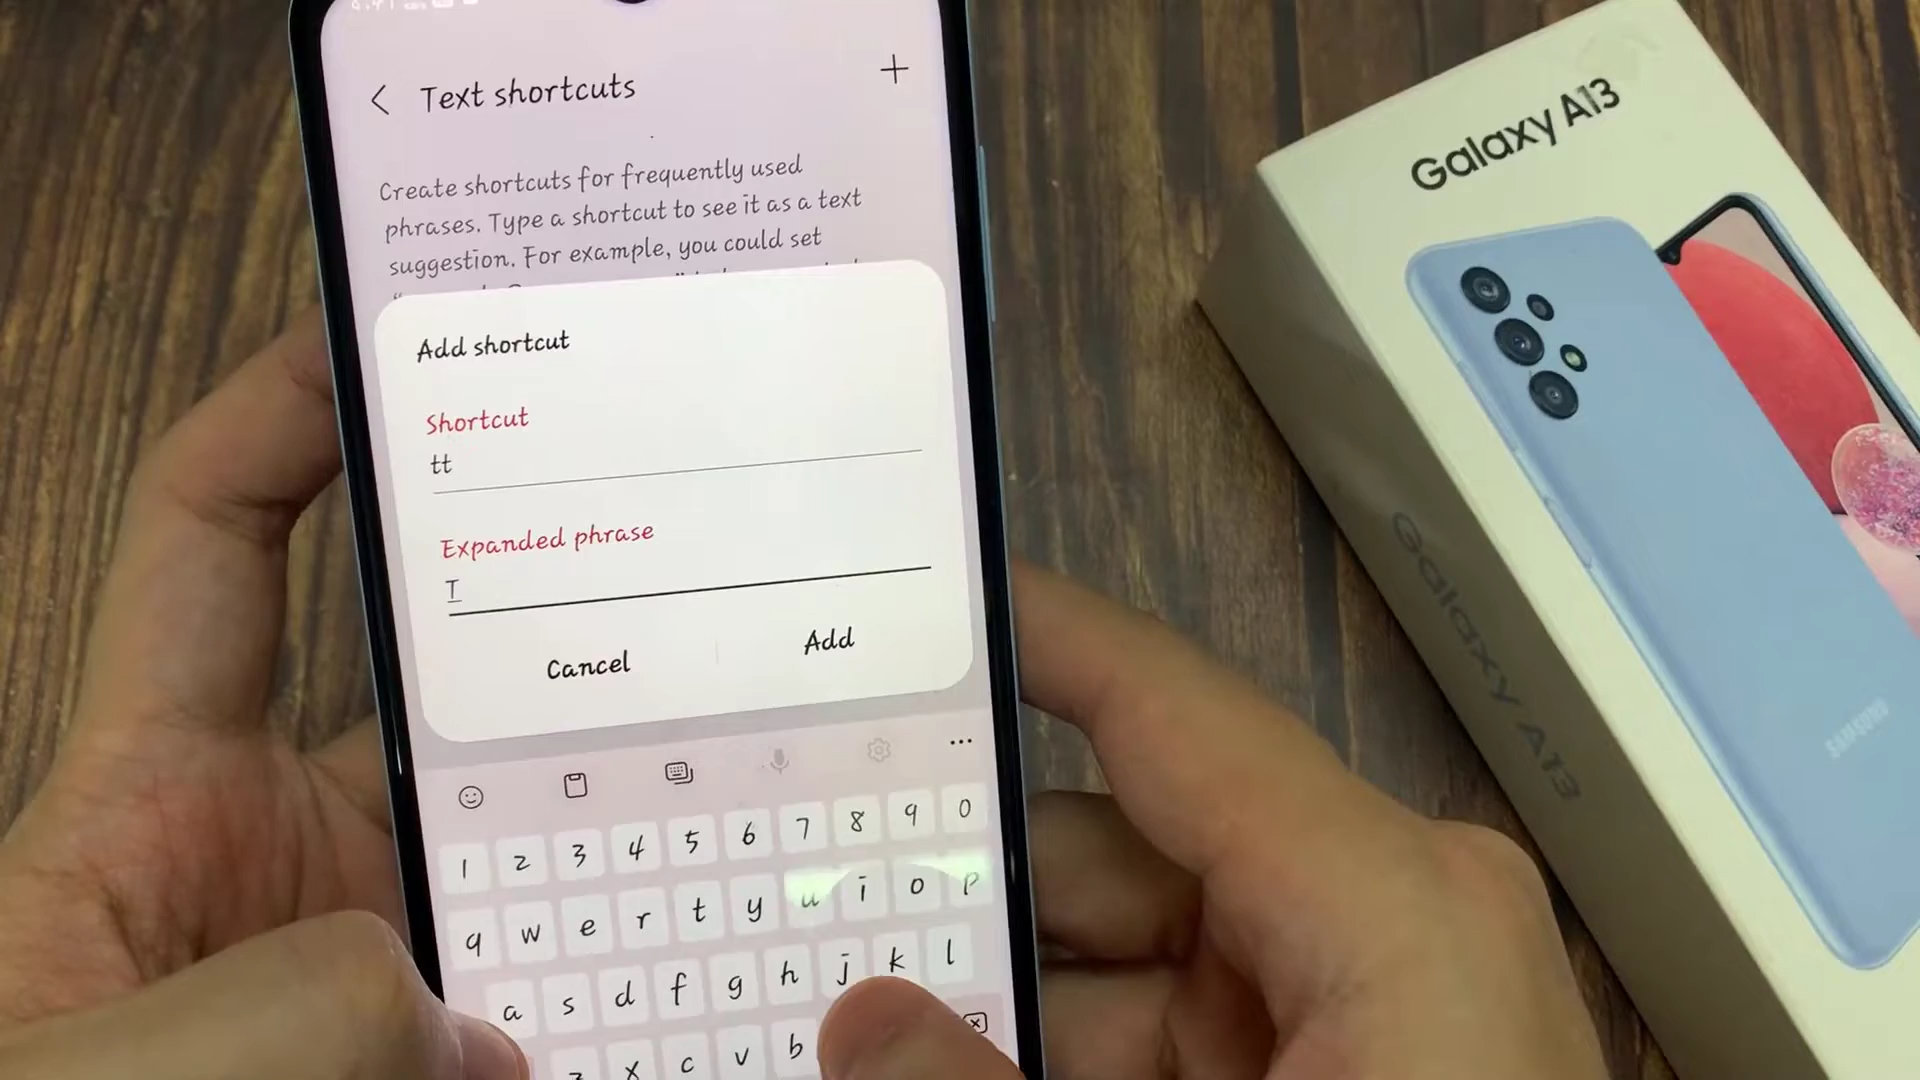 Text shortcuts
+
Create shortcuts for frequently used
phrases. Type a shortcut to see it as a text
suggestion. For example, you could set
Add shortcut
Shortcut
tt
Expanded phrase
T
Cancel
Add
1 2 3 4 5 6 7 8 9 0
q w e r t y u i o p
a s d f g h j k l
z x c v b
Galaxy A13
SAMSUNG
Galaxy A13